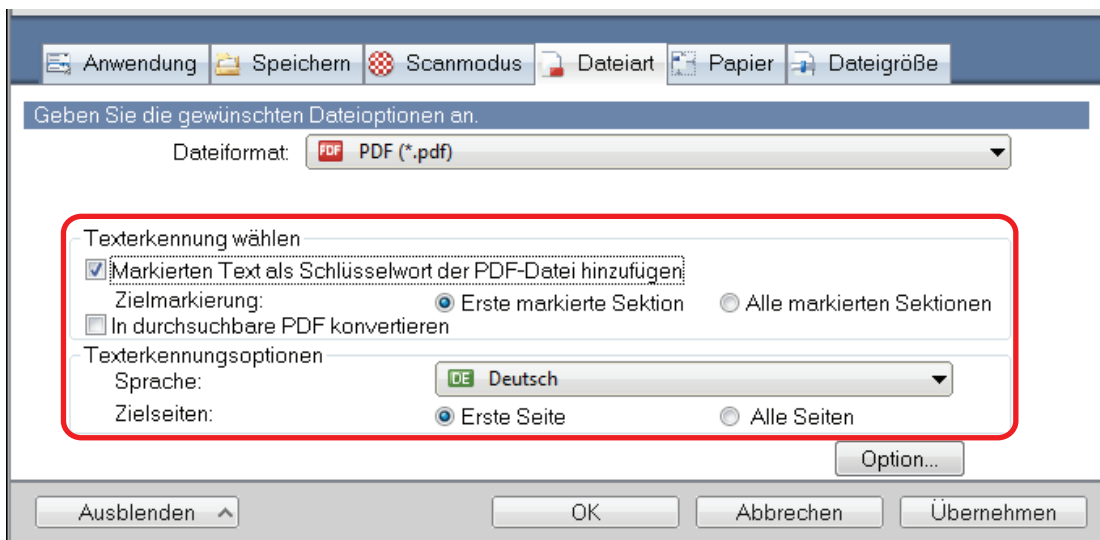 Anwendung Speichern Scanmodus Dateiart Papier Dateigröße
Geben Sie die gewünschten Dateioptionen an.
Dateiformat: PDF PDF (*.pdf)
Texterkennung wählen
Markierten Text als Schlüsselwort der PDF-Datei hinzufügen
Zielmarkierung: Erste markierte Sektion Alle markierten Sektionen
In durchsuchbare PDF konvertieren
Texterkennungsoptionen
Sprache: DE Deutsch
Zielseiten: Erste Seite Alle Seiten
Option...
Ausblenden OK Abbrechen Übernehmen